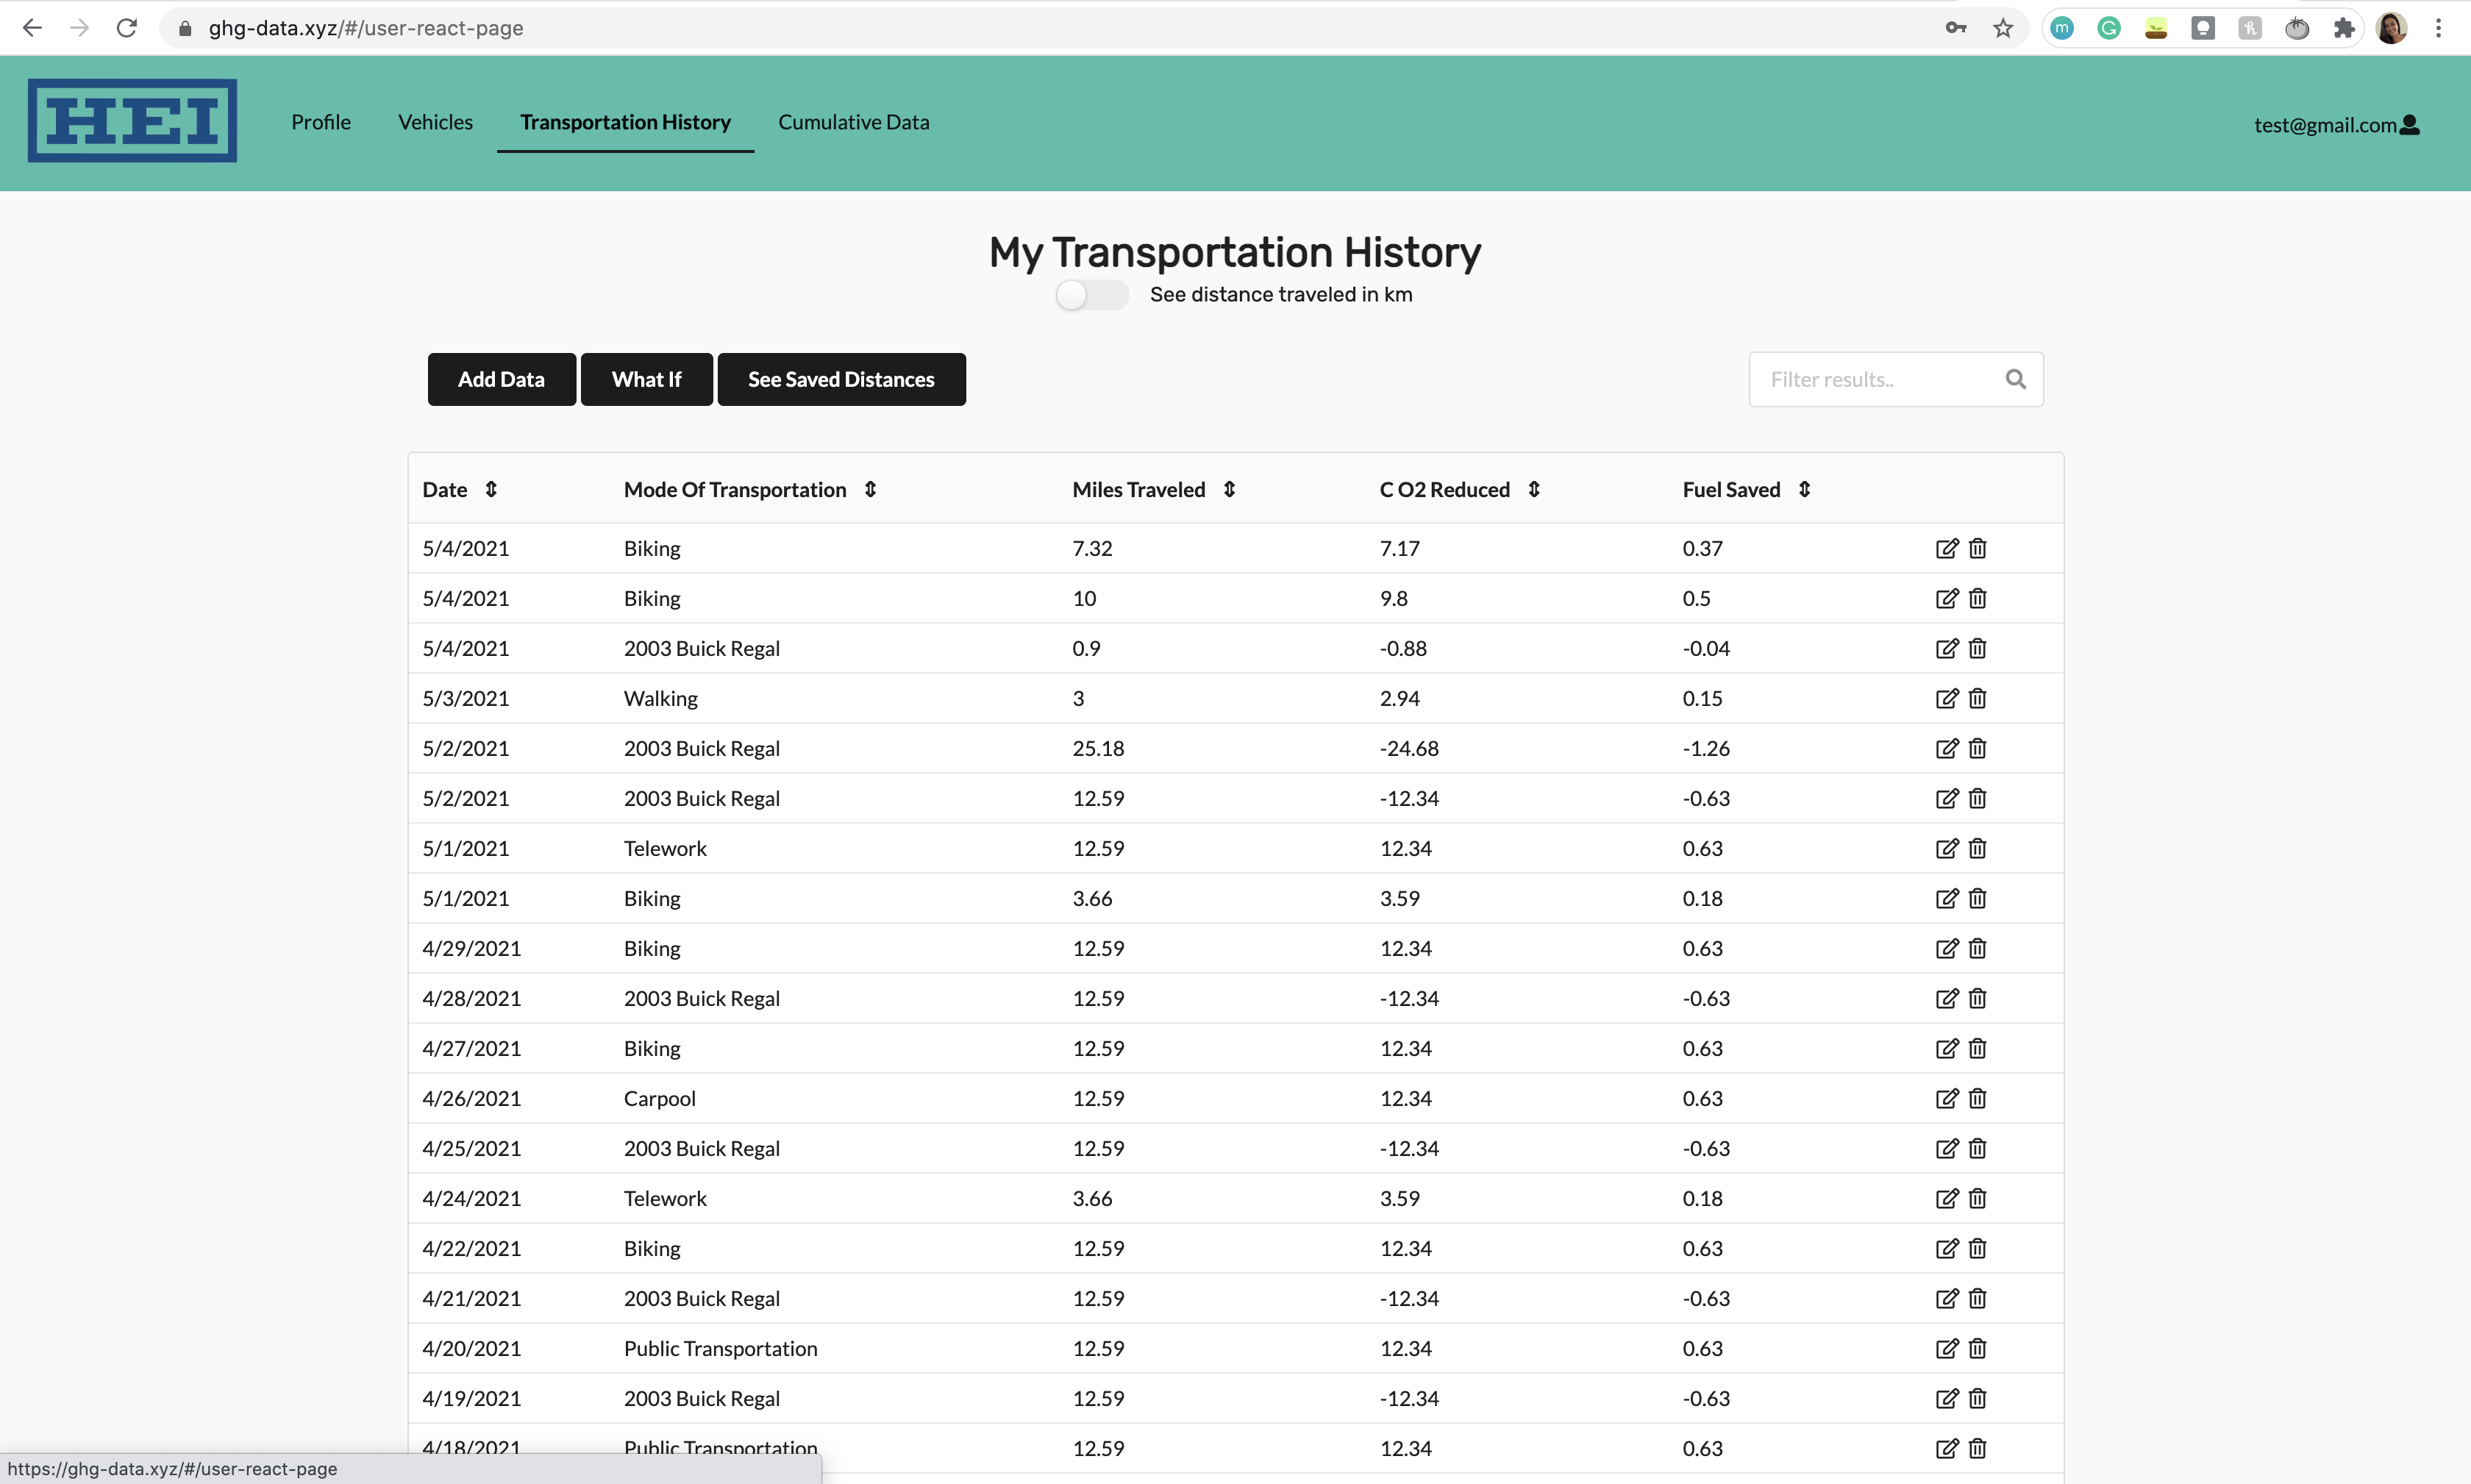 ghg-data.xyz/#/user-react-page
HEI Profile Vehicles Transportation History Cumulative Data test@gmail.com
My Transportation History
See distance traveled in km
Add Data What If See Saved Distances Filter results..
Date Mode Of Transportation Miles Traveled C O2 Reduced Fuel Saved
5/4/2021 Biking 7.32 7.17 0.37
5/4/2021 Biking 10 9.8 0.5
5/4/2021 2003 Buick Regal 0.9 -0.88 -0.04
5/3/2021 Walking 3 2.94 0.15
5/2/2021 2003 Buick Regal 25.18 -24.68 -1.26
5/2/2021 2003 Buick Regal 12.59 -12.34 -0.63
5/1/2021 Telework 12.59 12.34 0.63
5/1/2021 Biking 3.66 3.59 0.18
4/29/2021 Biking 12.59 12.34 0.63
4/28/2021 2003 Buick Regal 12.59 -12.34 -0.63
4/27/2021 Biking 12.59 12.34 0.63
4/26/2021 Carpool 12.59 12.34 0.63
4/25/2021 2003 Buick Regal 12.59 -12.34 -0.63
4/24/2021 Telework 3.66 3.59 0.18
4/22/2021 Biking 12.59 12.34 0.63
4/21/2021 2003 Buick Regal 12.59 -12.34 -0.63
4/20/2021 Public Transportation 12.59 12.34 0.63
4/19/2021 2003 Buick Regal 12.59 -12.34 -0.63
4/18/2021 Public Transportation 12.59 12.34 0.63
https://ghg-data.xyz/#/user-react-page